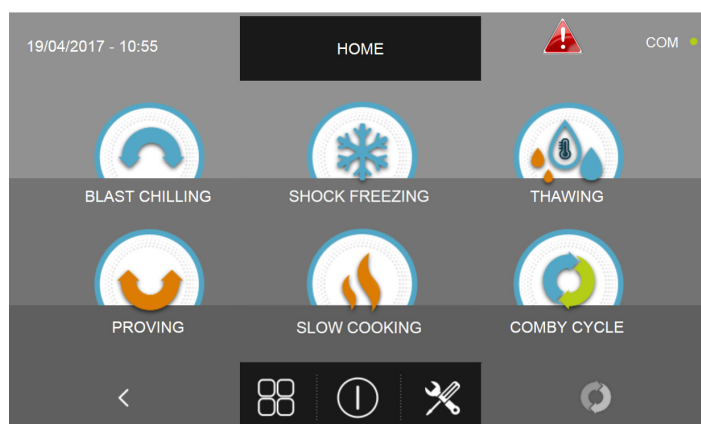 19/04/2017 - 10:55
HOME
COM
BLAST CHILLING
SHOCK FREEZING
THAWING
PROVING
SLOW COOKING
COMBY CYCLE